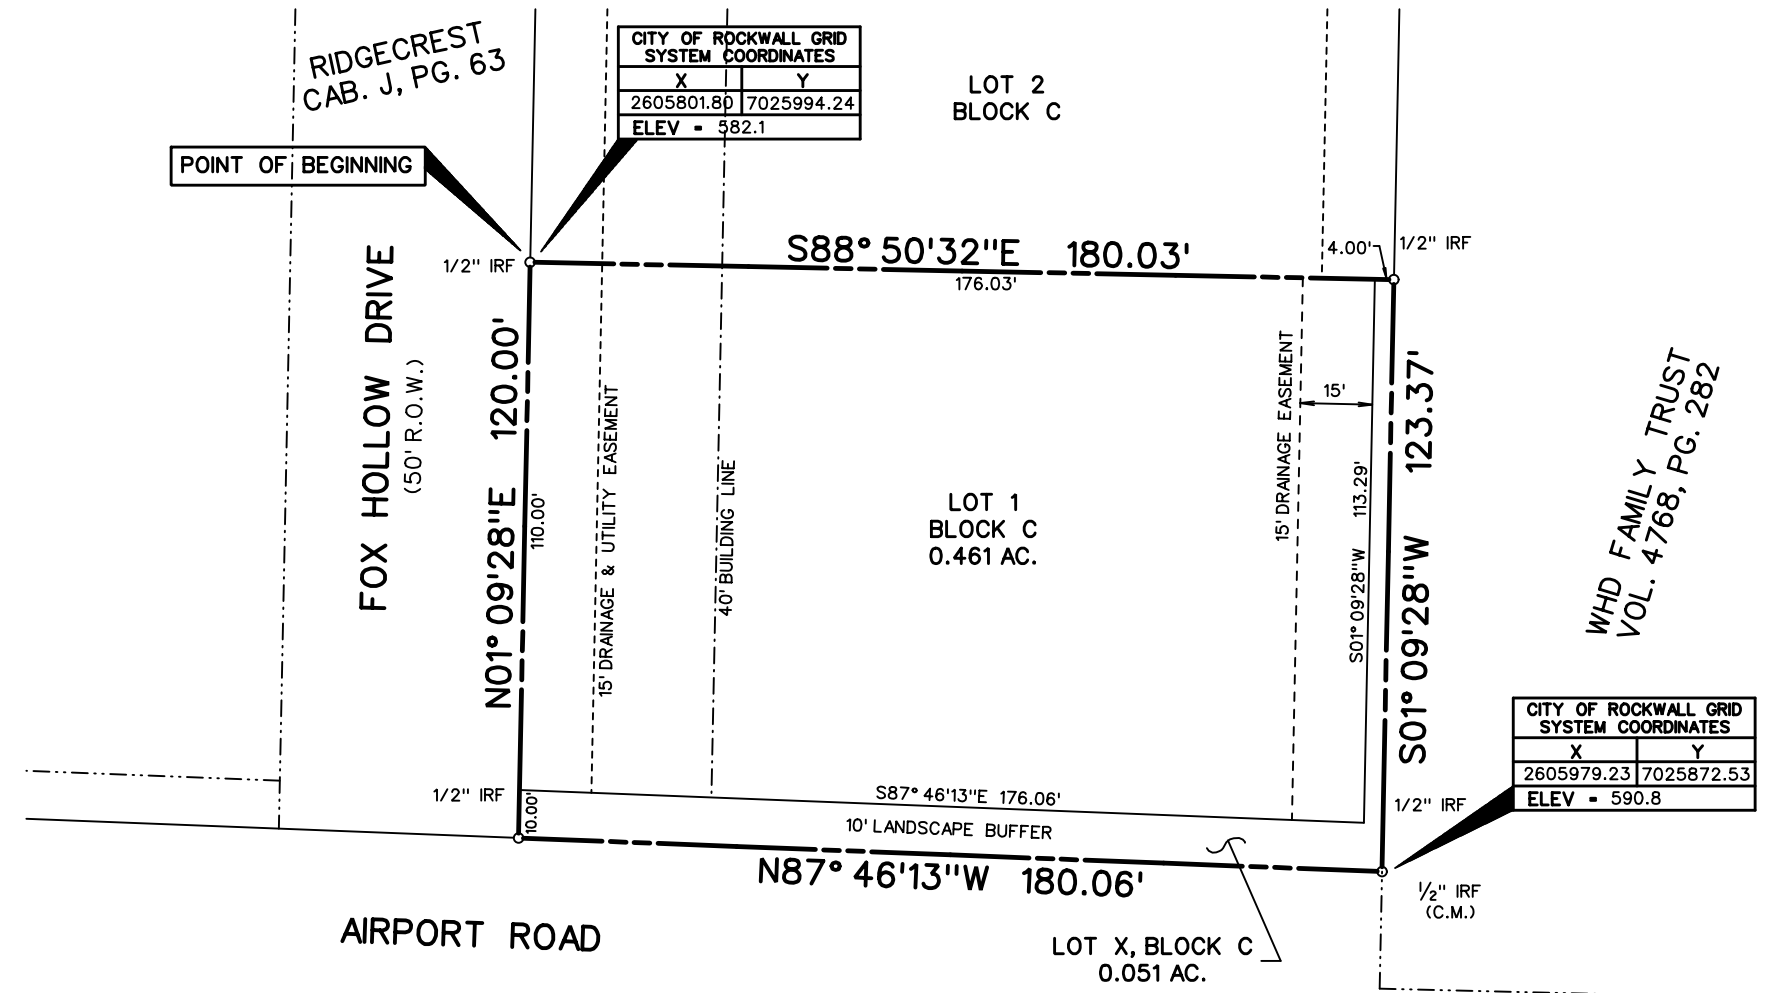 RIDGECREST
CAB. J, PG. 63
CITY OF ROCKWALL GRID
SYSTEM COORDINATES
X Y
2605801.80 7025994.24
ELEV = 582.1
LOT 2
BLOCK C
POINT OF BEGINNING
1/2" IRF
S88° 50'32"E 180.03'
176.03'
4.00'
1/2" IRF
FOX HOLLOW DRIVE
(50' R.O.W.)
N01° 09'28"E 120.00'
110.00'
15' DRAINAGE & UTILITY EASEMENT
40' BUILDING LINE
LOT 1
BLOCK C
0.461 AC.
15' DRAINAGE EASEMENT
15'
S01° 09'28"W 113.29'
S01° 09'28"W 123.37'
WHD FAMILY TRUST
VOL. 4768, PG. 282
CITY OF ROCKWALL GRID
SYSTEM COORDINATES
X Y
2605979.23 7025872.53
ELEV = 590.8
1/2" IRF
10.00'
S87° 46'13"E 176.06'
10' LANDSCAPE BUFFER
1/2" IRF
N87° 46'13"W 180.06'
1/2" IRF
(C.M.)
AIRPORT ROAD
LOT X, BLOCK C
0.051 AC.